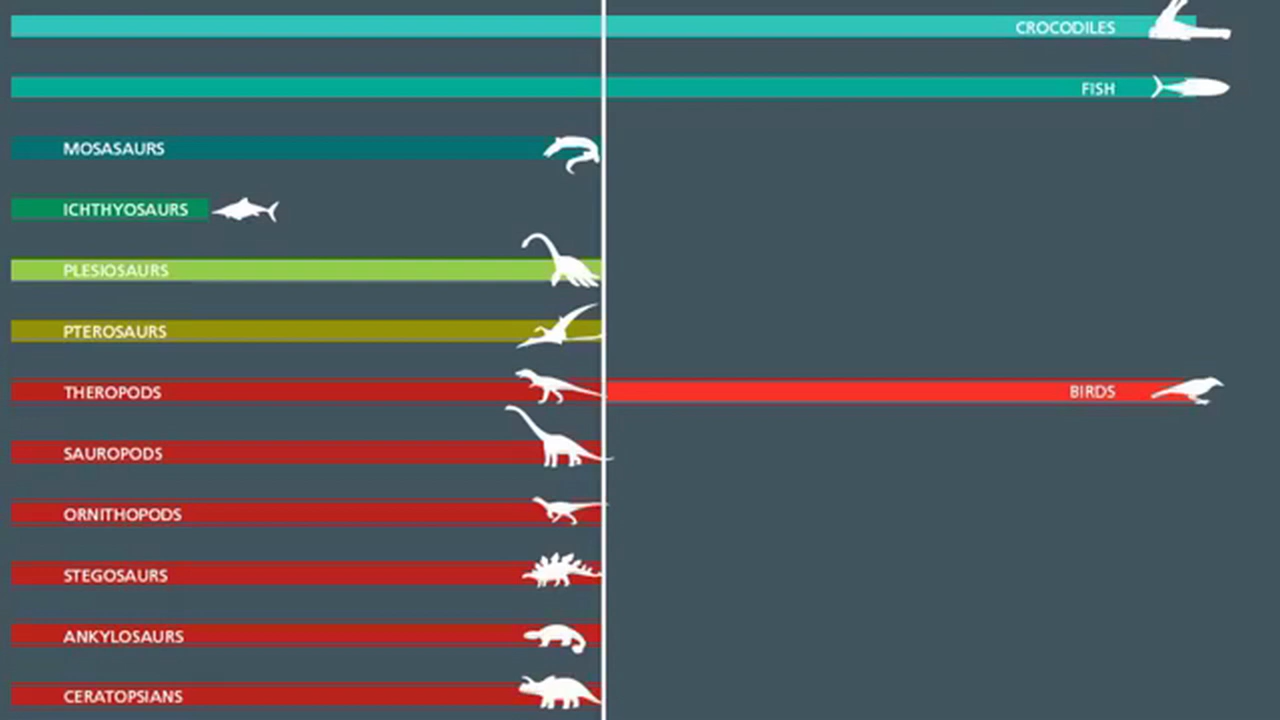 CROCODILES
FISH
MOSASAURS
ICHTHYOSAURS
PLESIOSAURS
PTEROSAURS
THEROPODS
BIRDS
SAUROPODS
ORNITHOPODS
STEGOSAURS
ANKYLOSAURS
CERATOPSIANS